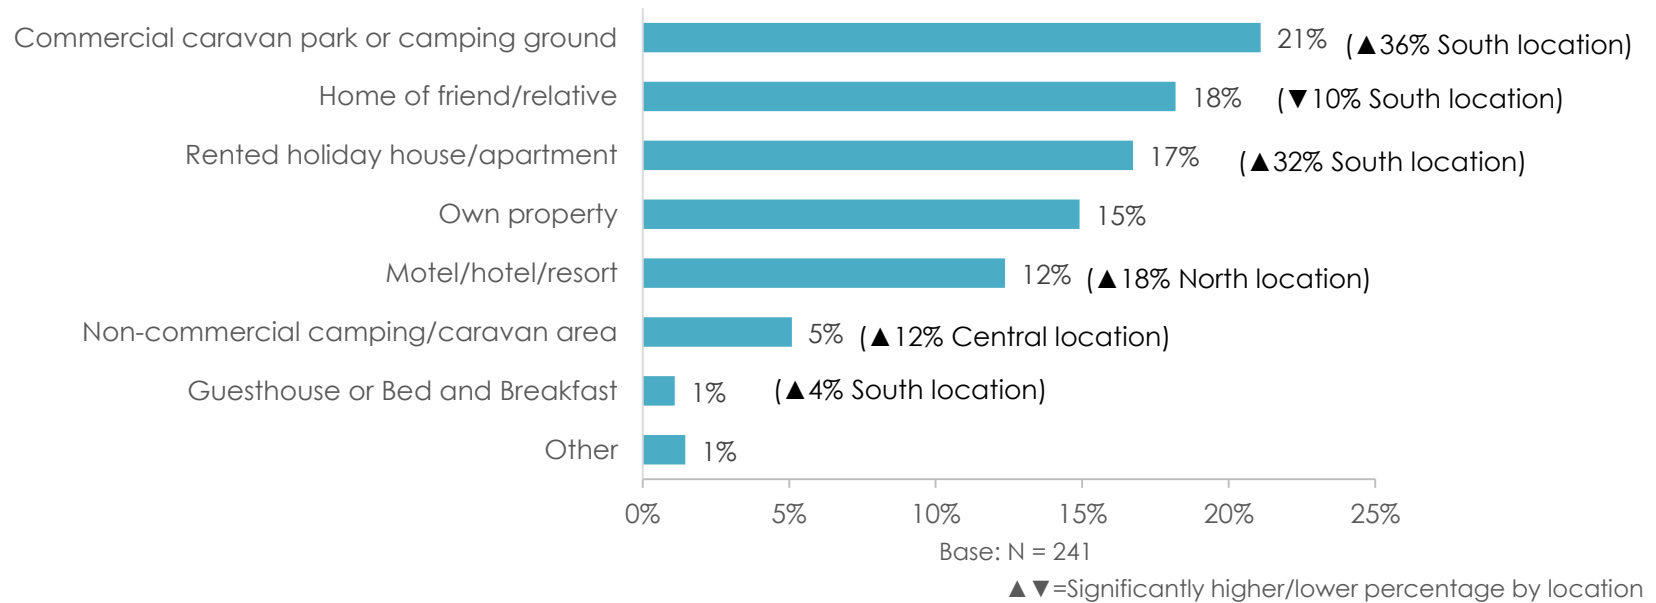 Commercial caravan park or camping ground 21% (▲36% South location)
Home of friend/relative 18% (▼10% South location)
Rented holiday house/apartment 17% (▲32% South location)
Own property 15%
Motel/hotel/resort 12% (▲18% North location)
Non-commercial camping/caravan area 5% (▲12% Central location)
Guesthouse or Bed and Breakfast 1% (▲4% South location)
Other 1%
0% 5% 10% 15% 20% 25%
Base: N = 241
▲▼=Significantly higher/lower percentage by location